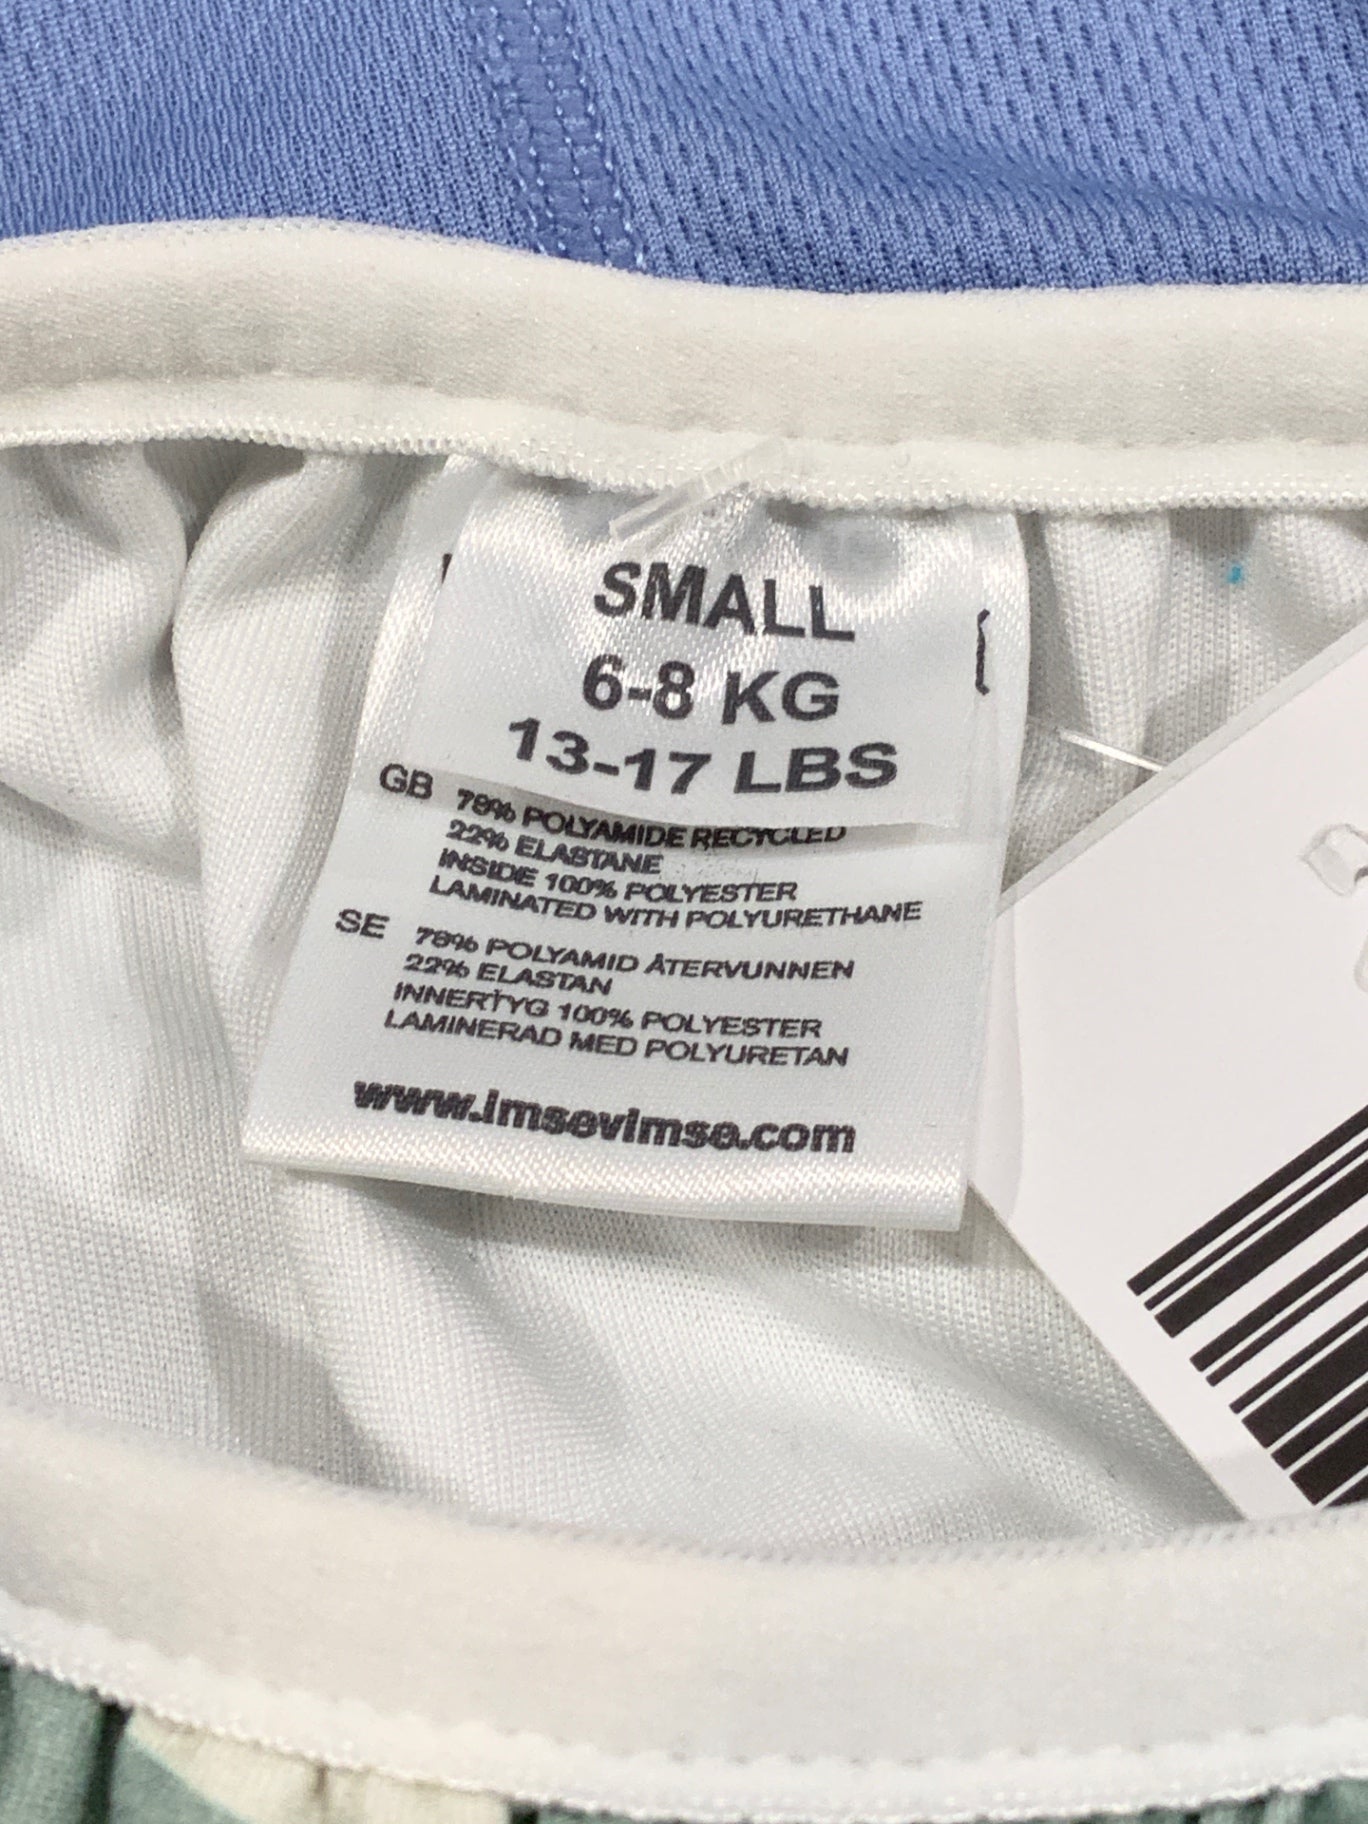 SMALL
6-8 KG
13-17 LBS
GB 78% POLYAMIDE RECYCLED
22% ELASTANE
INSIDE 100% POLYESTER
LAMINATED WITH POLYURETHANE
SE 78% POLYAMID ÅTERVUNNEN
22% ELASTAN
INNERTYG 100% POLYESTER
LAMINERAD MED POLYURETAN
www.imsevimse.com